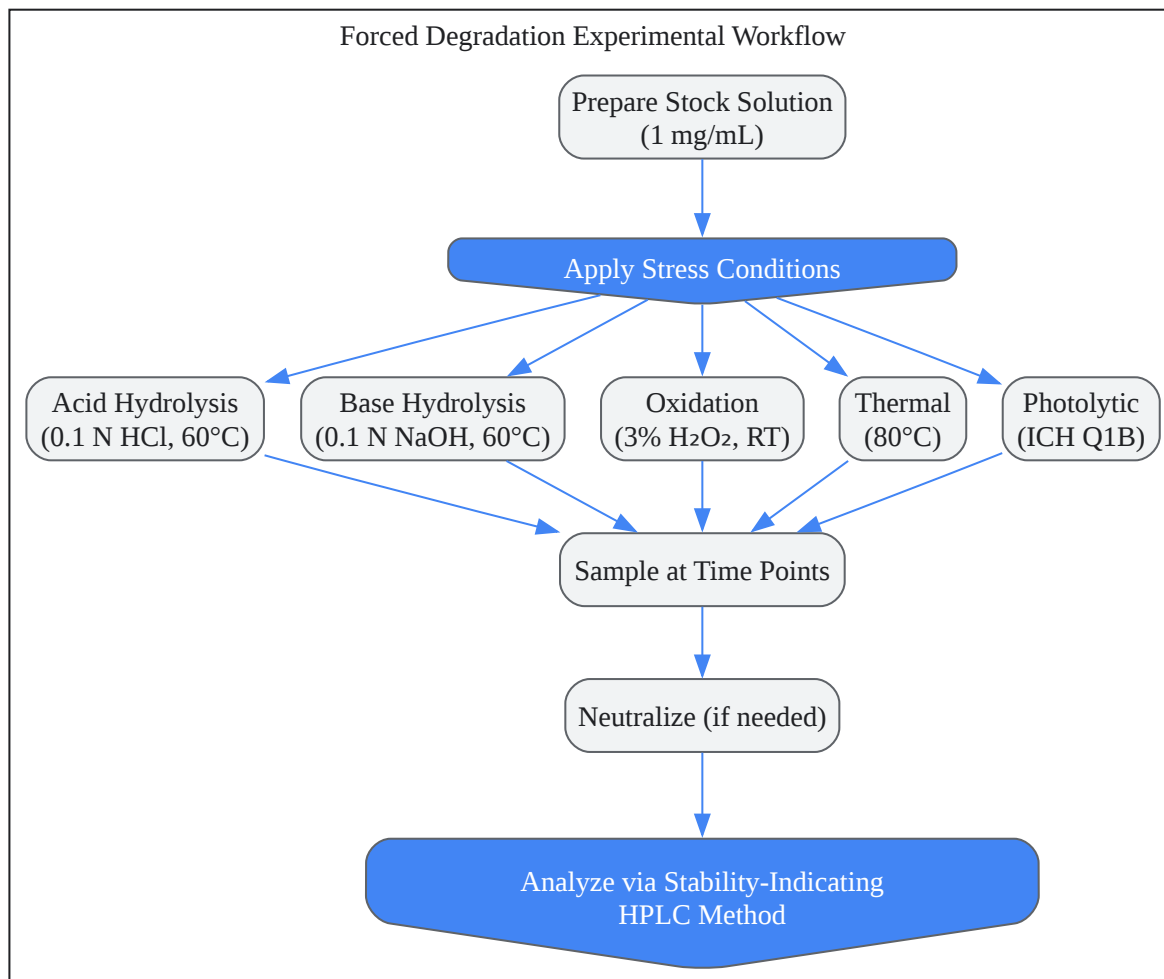 Forced Degradation Experimental Workflow
Prepare Stock Solution
(1 mg/mL)
Apply Stress Conditions
Acid Hydrolysis
(0.1 N HCl, 60°C)
Base Hydrolysis
(0.1 N NaOH, 60°C)
Oxidation
(3% H₂O₂, RT)
Thermal
(80°C)
Photolytic
(ICH Q1B)
Sample at Time Points
Neutralize (if needed)
Analyze via Stability-Indicating
HPLC Method